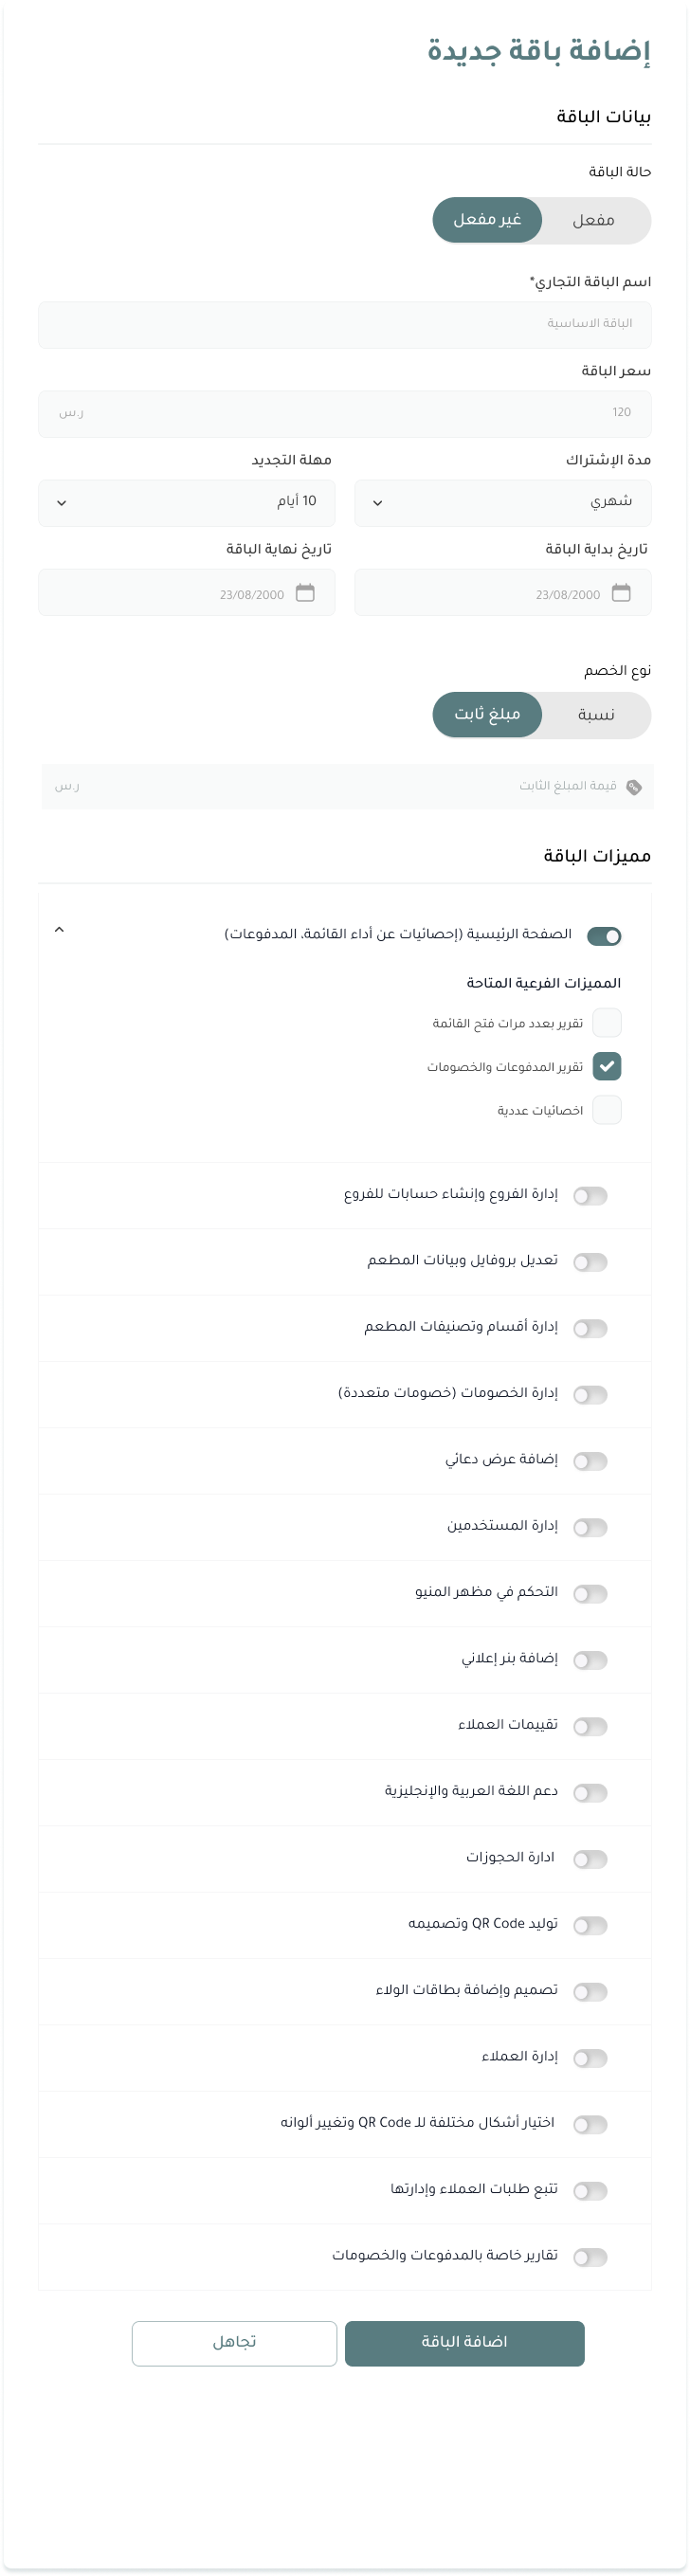 إضافة باقة جديدة
بيانات الباقة
حالة الباقة
مفعل
غير مفعل
اسم الباقة التجاري*
الباقة الاساسية
سعر الباقة
120
ر.س
مدة الإشتراك
مهلة التجديد
شهري
10 أيام
تاريخ بداية الباقة
تاريخ نهاية الباقة
23/08/2000
23/08/2000
نوع الخصم
نسبة
مبلغ ثابت
قيمة المبلغ الثابت
ر.س
مميزات الباقة
الصفحة الرئيسية (إحصائيات عن أداء القائمة، المدفوعات)
المميزات الفرعية المتاحة
تقرير بعدد مرات فتح القائمة
تقرير المدفوعات والخصومات
اخصائيات عددية
إدارة الفروع وإنشاء حسابات للفروع
تعديل بروفايل وبيانات المطعم
إدارة أقسام وتصنيفات المطعم
إدارة الخصومات (خصومات متعددة)
إضافة عرض دعائي
إدارة المستخدمين
التحكم في مظهر المنيو
إضافة بنر إعلاني
تقييمات العملاء
دعم اللغة العربية والإنجليزية
ادارة الحجوزات
توليد QR Code وتصميمه
تصميم وإضافة بطاقات الولاء
إدارة العملاء
اختيار أشكال مختلفة للـ QR Code وتغيير ألوانه
تتبع طلبات العملاء وإدارتها
تقارير خاصة بالمدفوعات والخصومات
اضافة الباقة
تجاهل